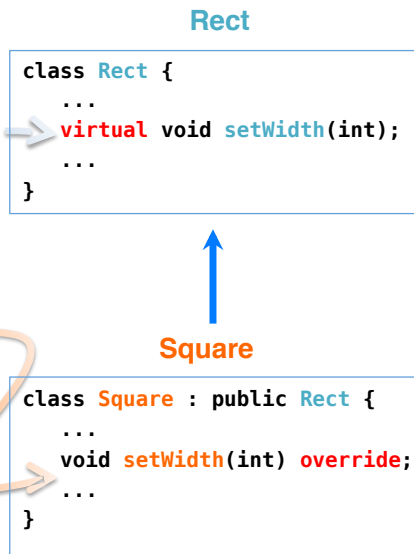 Rect
class Rect {
...
virtual void setWidth(int);
...
}
Square
class Square : public Rect {
...
void setWidth(int) override;
...
}